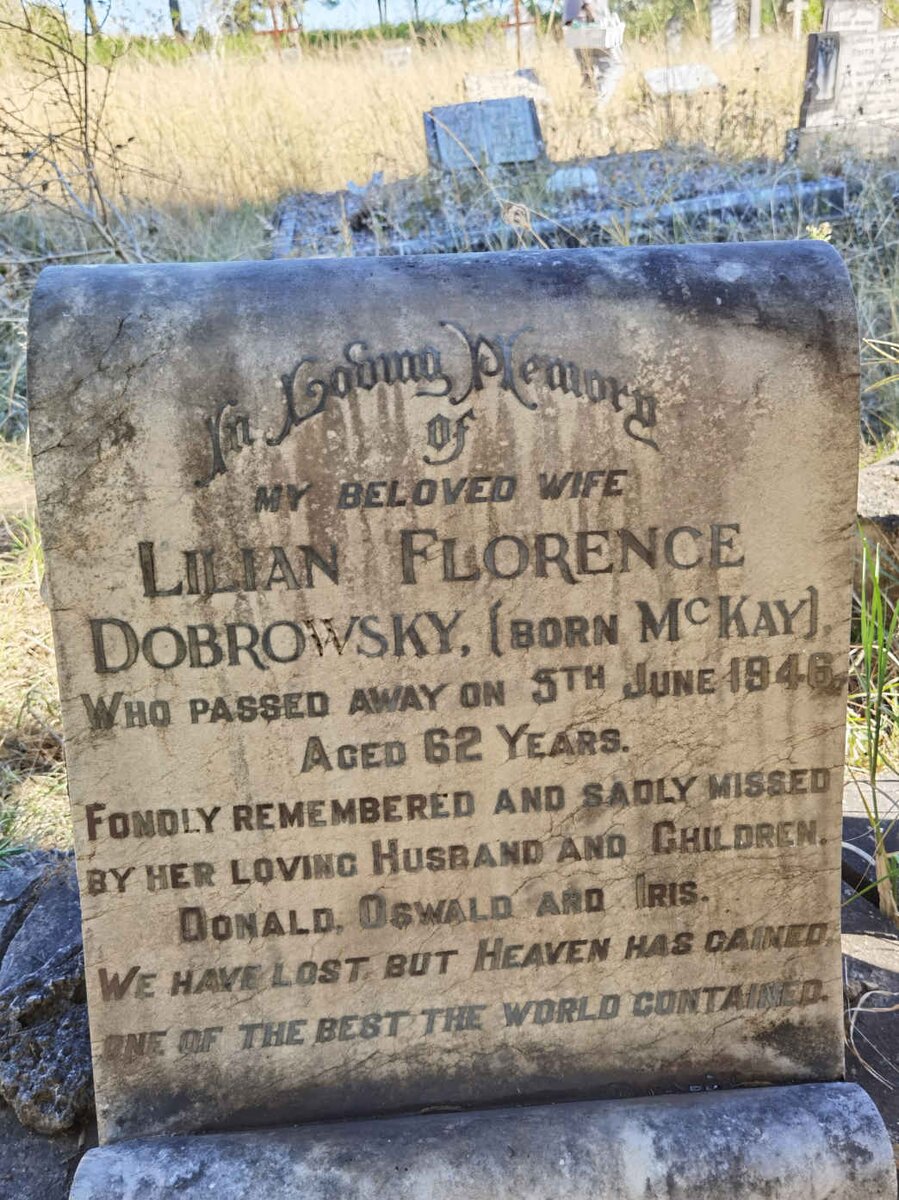 In Loving Memory
of
MY BELOVED WIFE
LILIAN FLORENCE
DOBROWSKY, (BORN McKAY),
WHO PASSED AWAY ON 5TH JUNE 1946,
AGED 62 YEARS.
FONDLY REMEMBERED AND SADLY MISSED
BY HER LOVING HUSBAND AND CHILDREN.
DONALD, OSWALD AND IRIS.
WE HAVE LOST, BUT HEAVEN HAS GAINED,
ONE OF THE BEST THE WORLD CONTAINED.